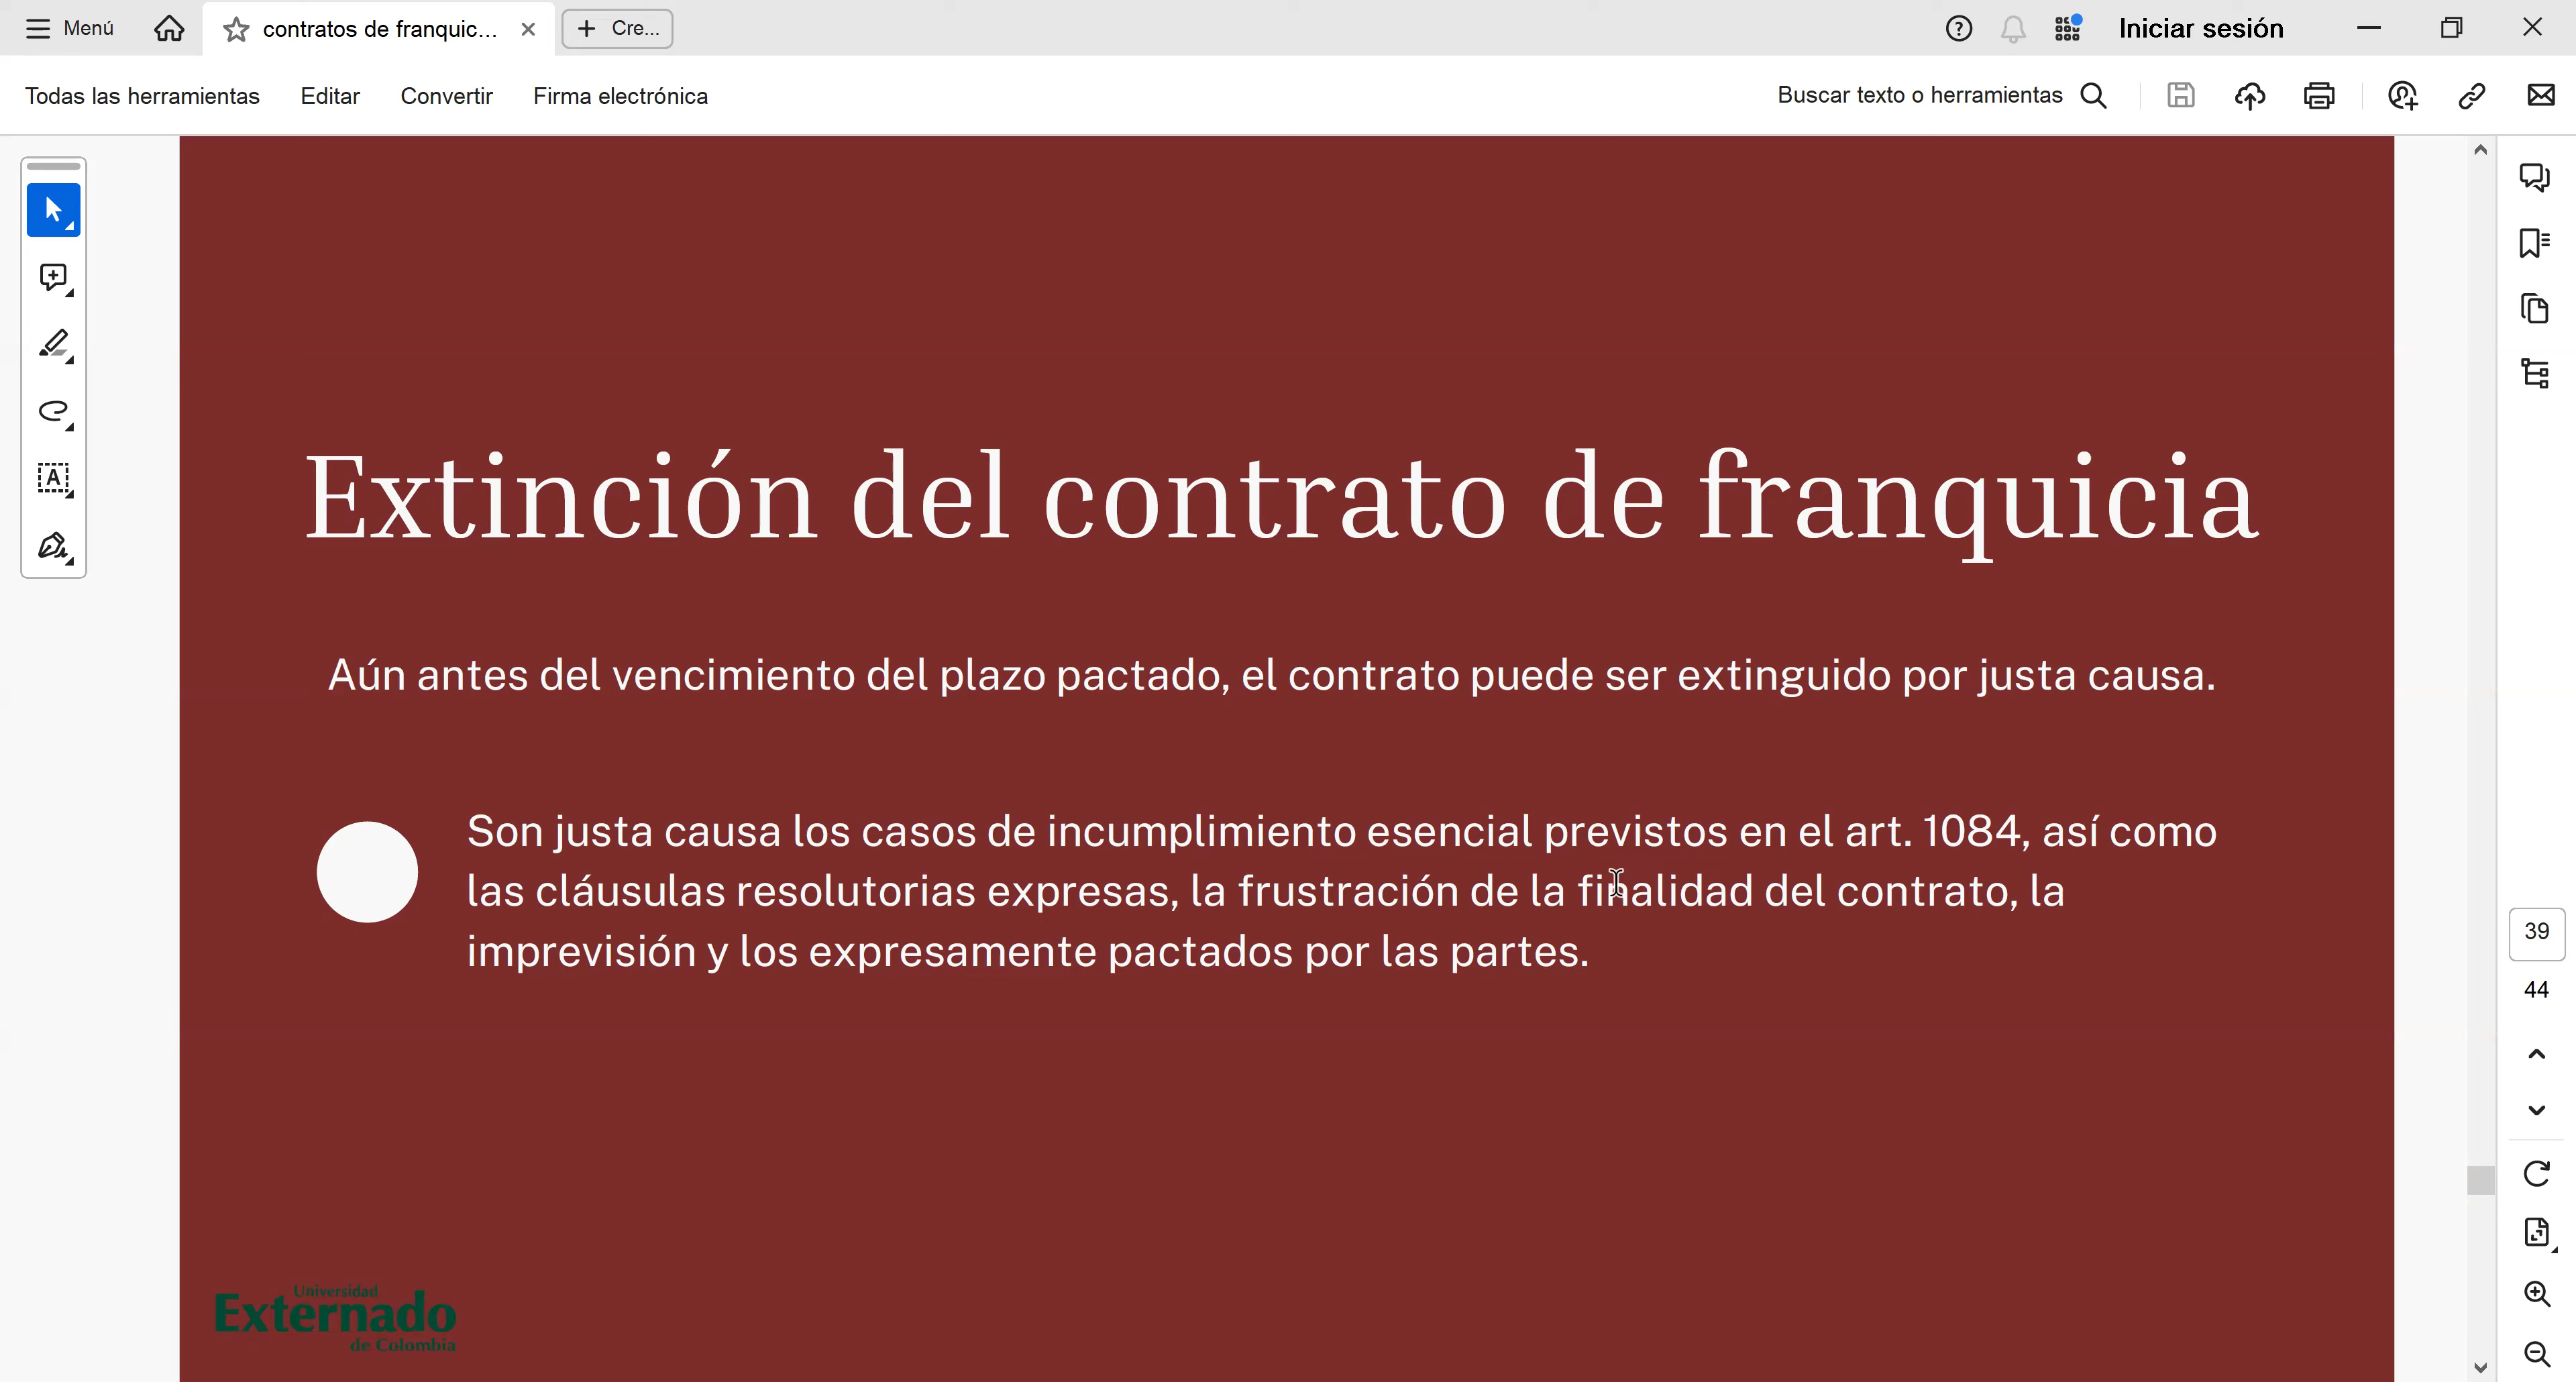 Menú
contratos de franquic...
Cre...
Iniciar sesión
Todas las herramientas
Editar
Convertir
Firma electrónica
Buscar texto o herramientas
Extinción del contrato de franquicia
Aún antes del vencimiento del plazo pactado, el contrato puede ser extinguido por justa causa.
Son justa causa los casos de incumplimiento esencial previstos en el art. 1084, así como
las cláusulas resolutorias expresas, la frustración de la finalidad del contrato, la
imprevisión y los expresamente pactados por las partes.
39
44
Universidad
Externado
de Colombia